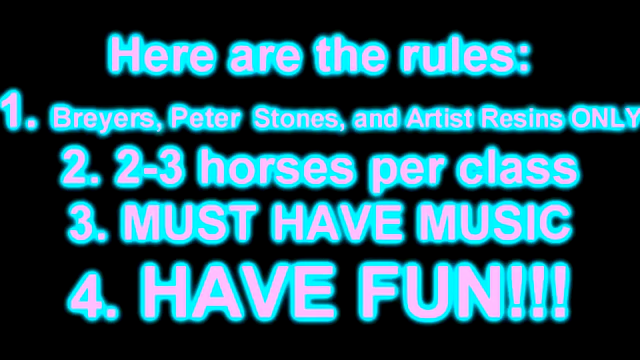 Here are the rules:
1. Breyers, Peter Stones, and Artist Resins ONLY
2. 2-3 horses per class
3. MUST HAVE MUSIC
4. HAVE FUN!!!